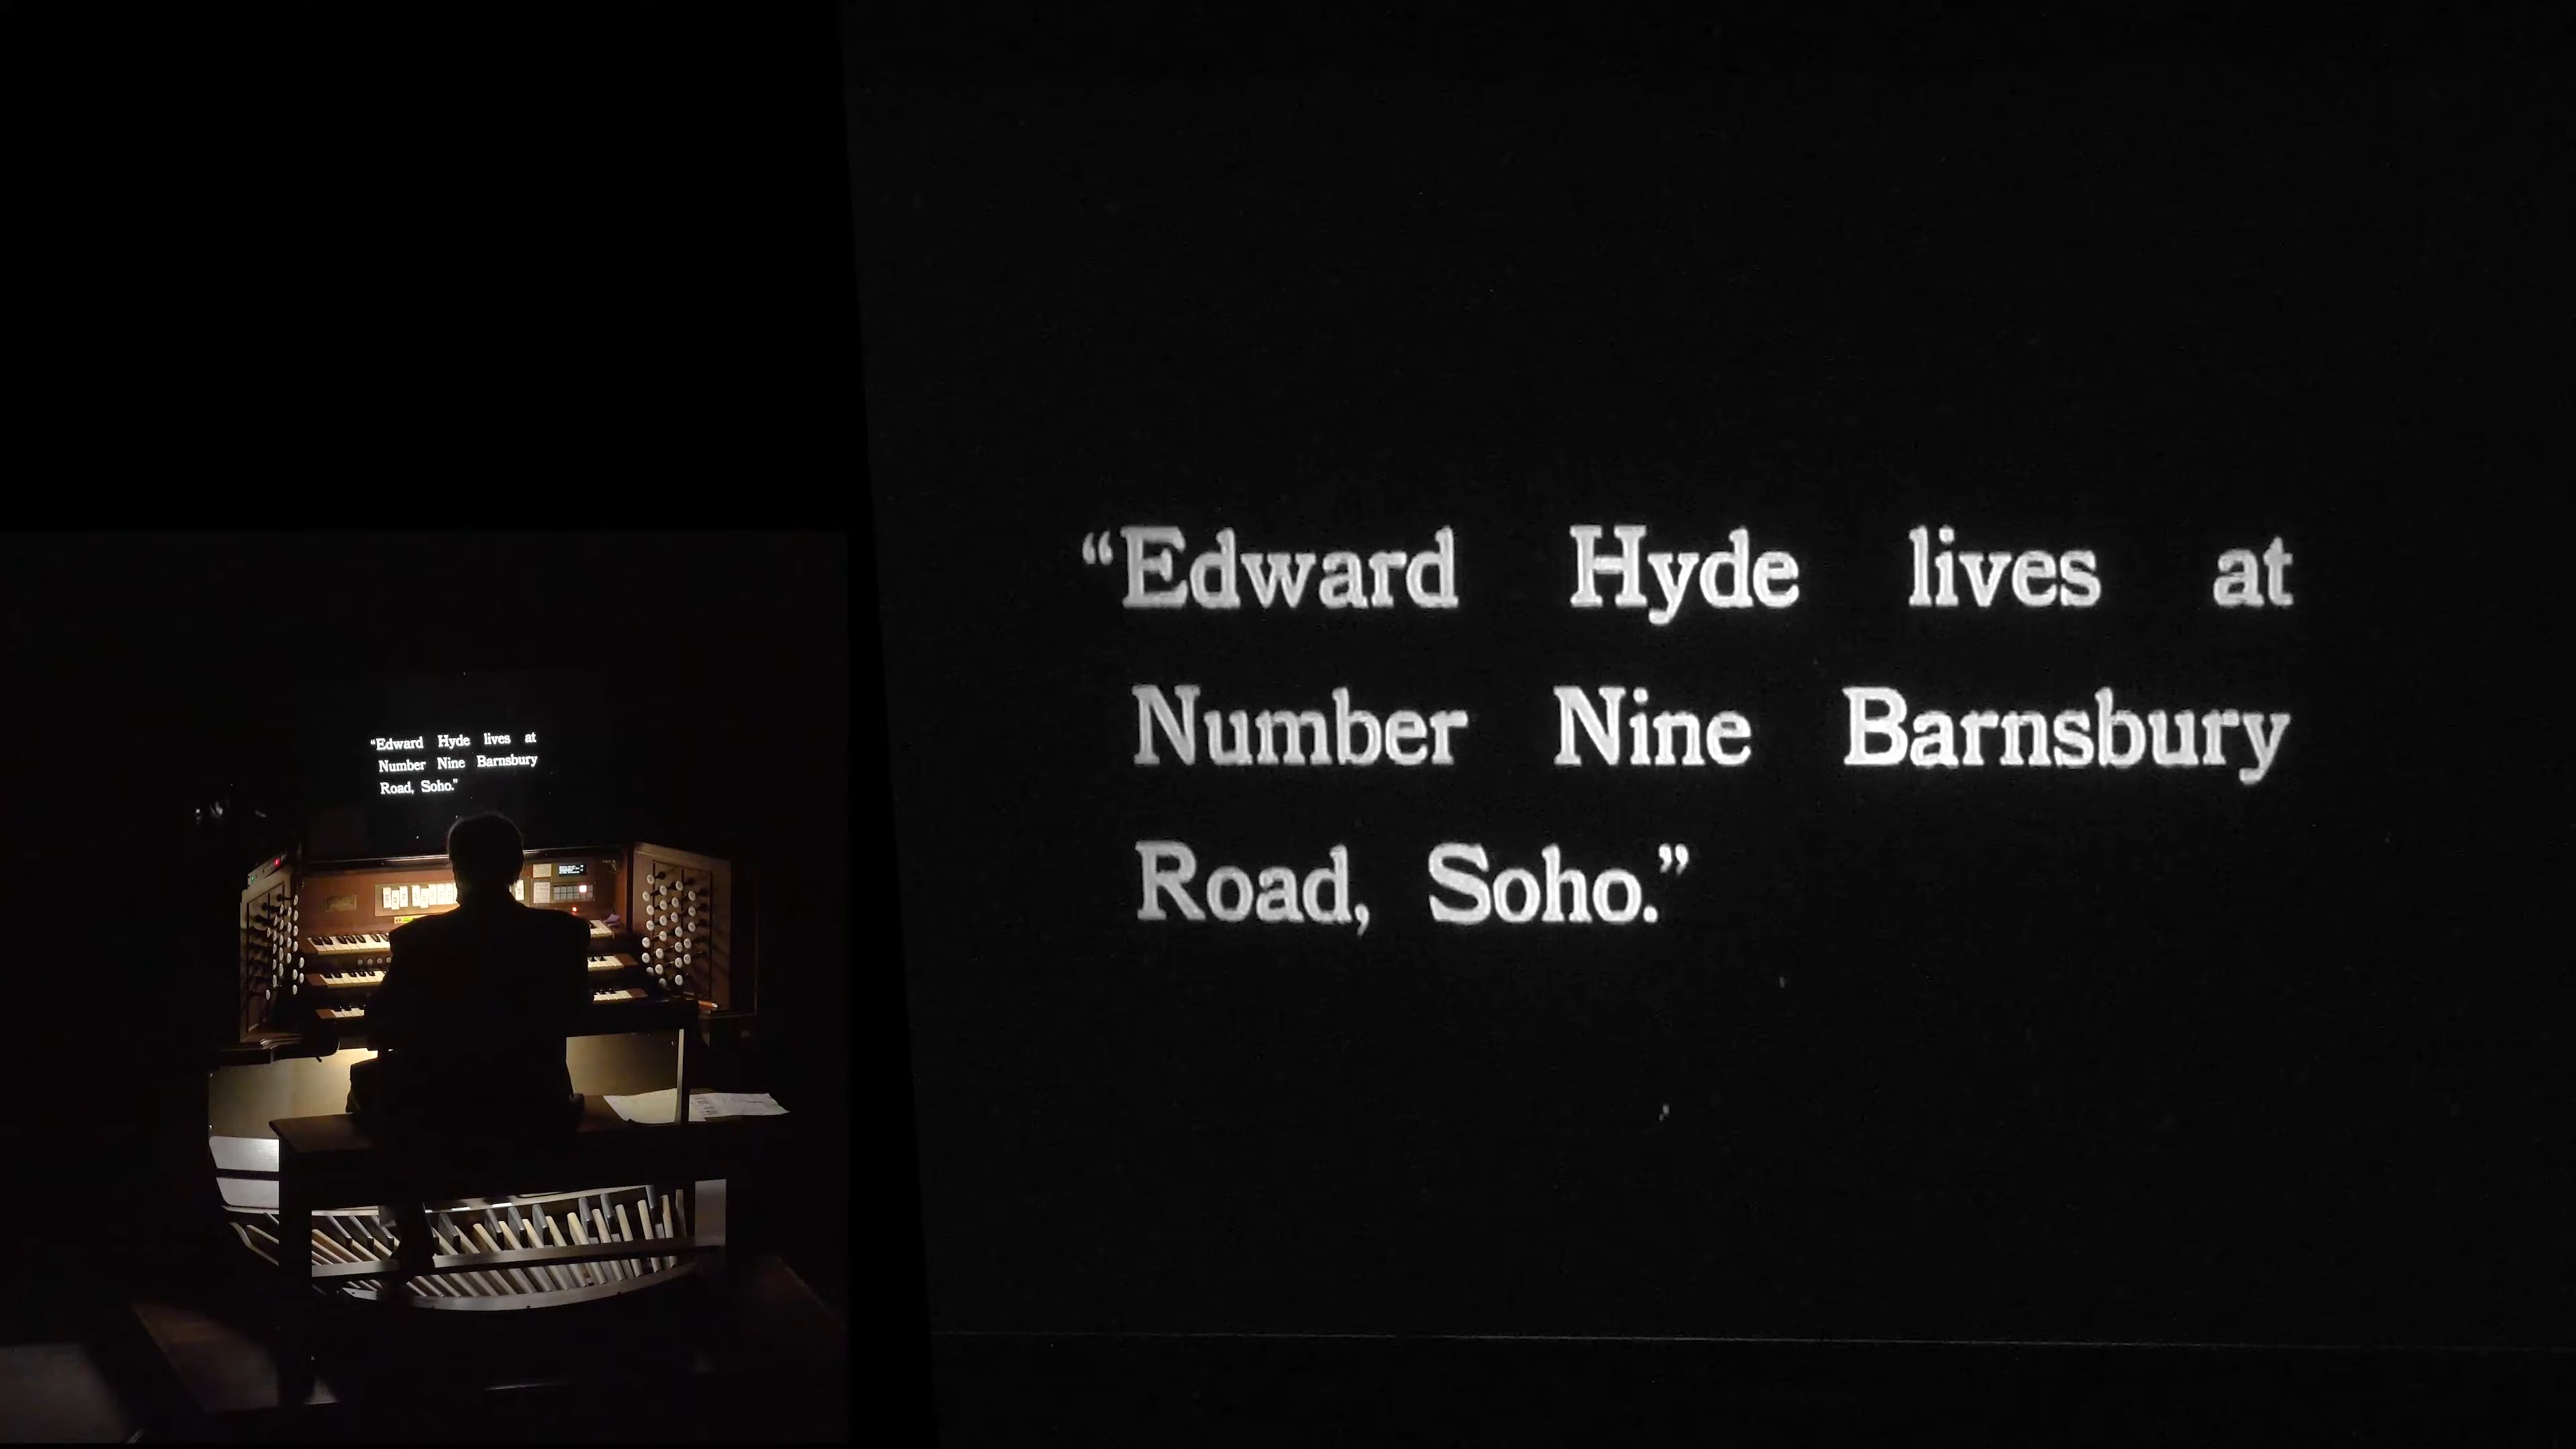 “Edward Hyde lives at
Number Nine Barnsbury
Road, Soho.”
“Edward Hyde lives at
Number Nine Barnsbury
Road, Soho.”